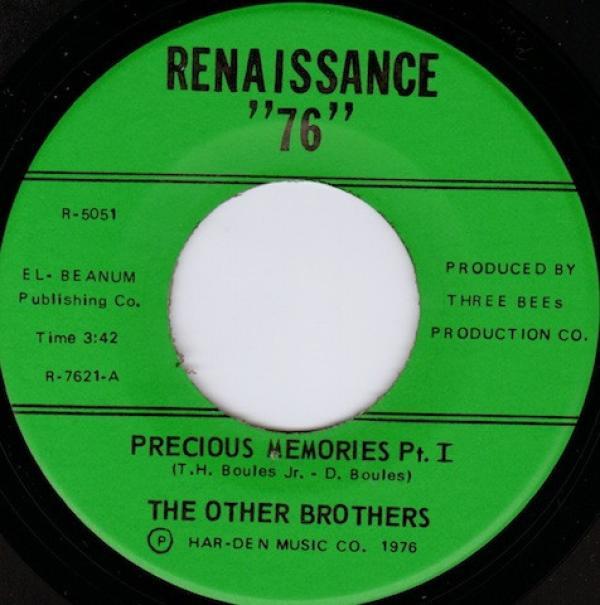 RENAISSANCE
"76"
R-5051
EL- BEANUM
Publishing Co.
Time 3:42
R-7621-A
PRODUCED BY
THREE BEEs
PRODUCTION CO.
PRECIOUS MEMORIES Pt. I
(T.H. Boules Jr. - D. Boules)
THE OTHER BROTHERS
Ⓟ HAR-DEN MUSIC CO. 1976